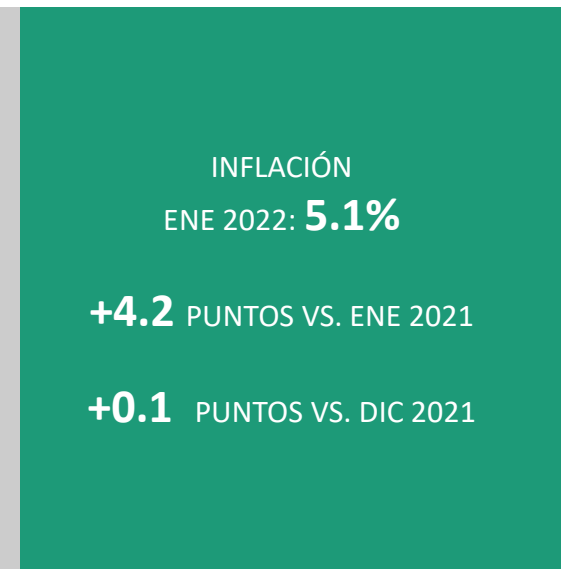 INFLACIÓN
ENE 2022: 5.1%
+4.2 PUNTOS VS. ENE 2021
+0.1 PUNTOS VS. DIC 2021